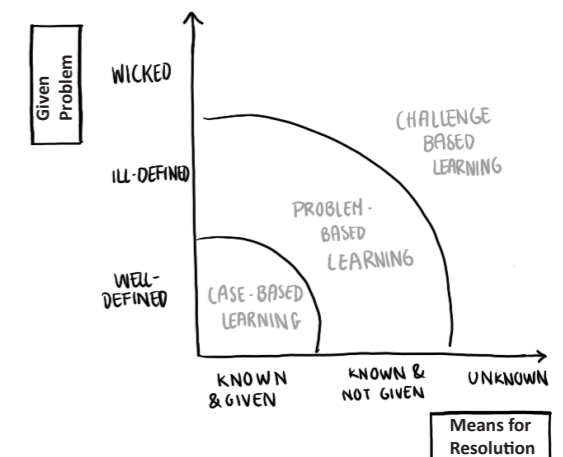 Given
Problem
WICKED
ILL-DEFINED
WELL-
DEFINED
CHALLENGE
BASED
LEARNING
PROBLEM-
BASED
LEARNING
CASE-BASED
LEARNING
KNOWN
& GIVEN
KNOWN &
NOT GIVEN
UNKNOWN
Means for
Resolution